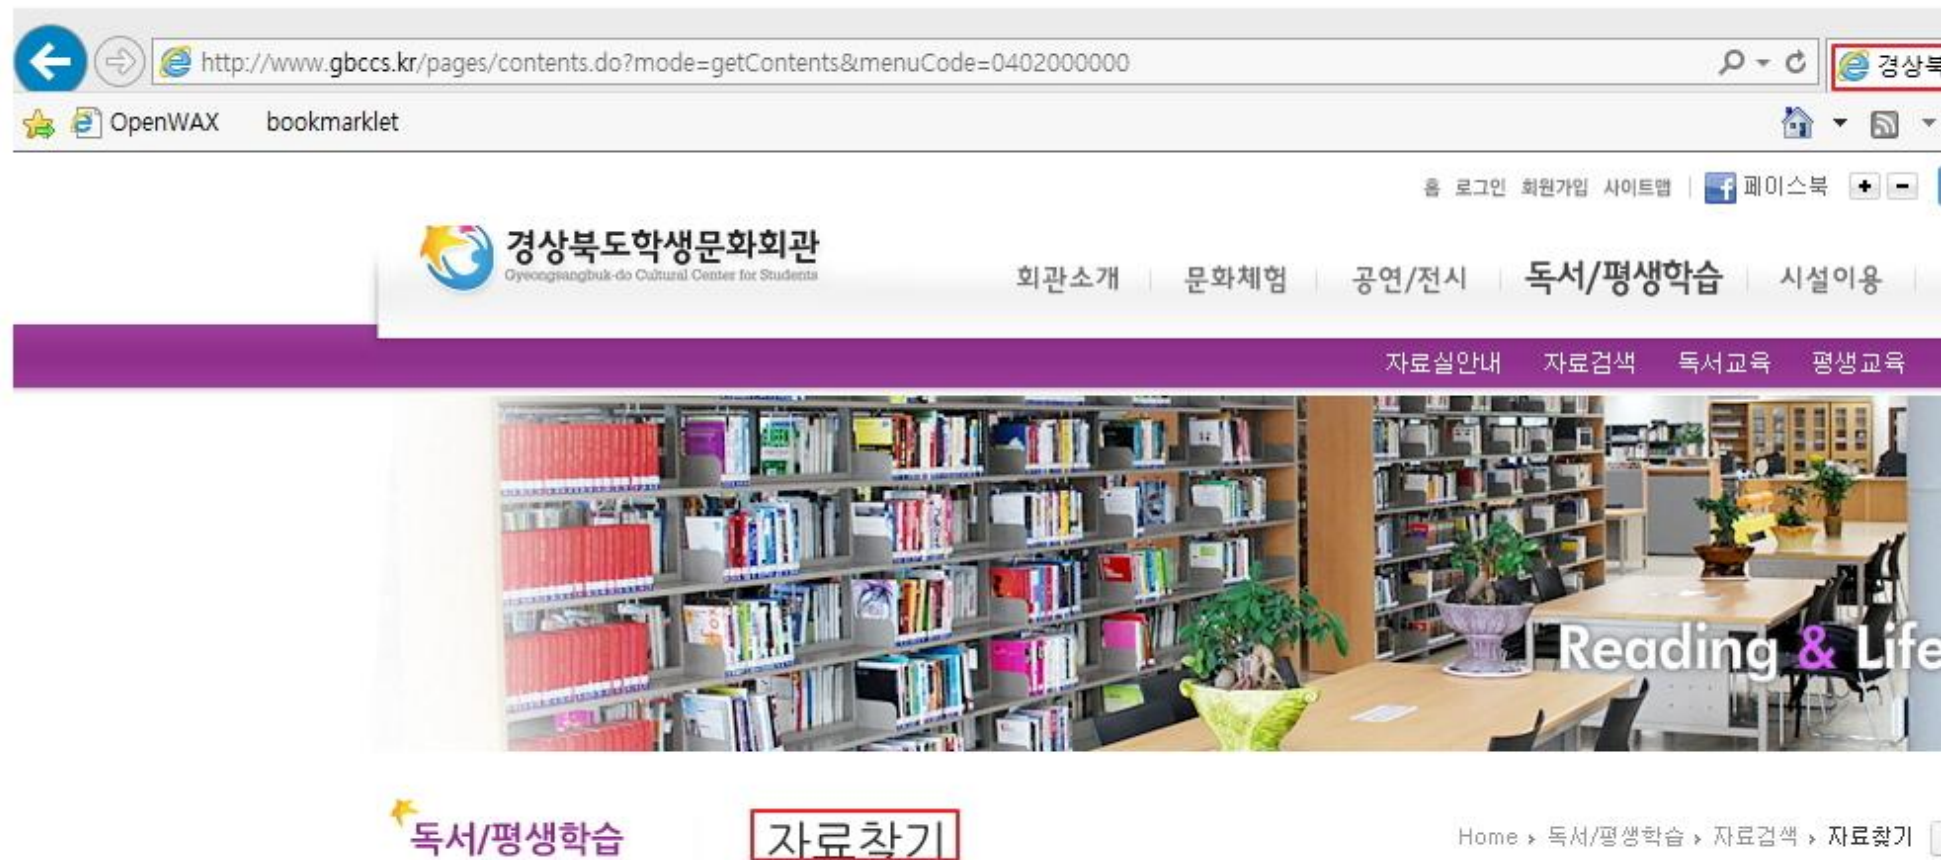 http://www.gbccs.kr/pages/contents.do?mode=getContents&menuCode=0402000000
경상북
OpenWAX bookmarklet
홈 로그인 회원가입 사이트맵 페이스북
경상북도학생문화회관
Gyeongsangbuk-do Cultural Center for Students
회관소개 문화체험 공연/전시 독서/평생학습 시설이용
자료실안내 자료검색 독서교육 평생교육
Reading & Life
독서/평생학습
자료찾기
Home › 독서/평생학습 › 자료검색 › 자료찾기